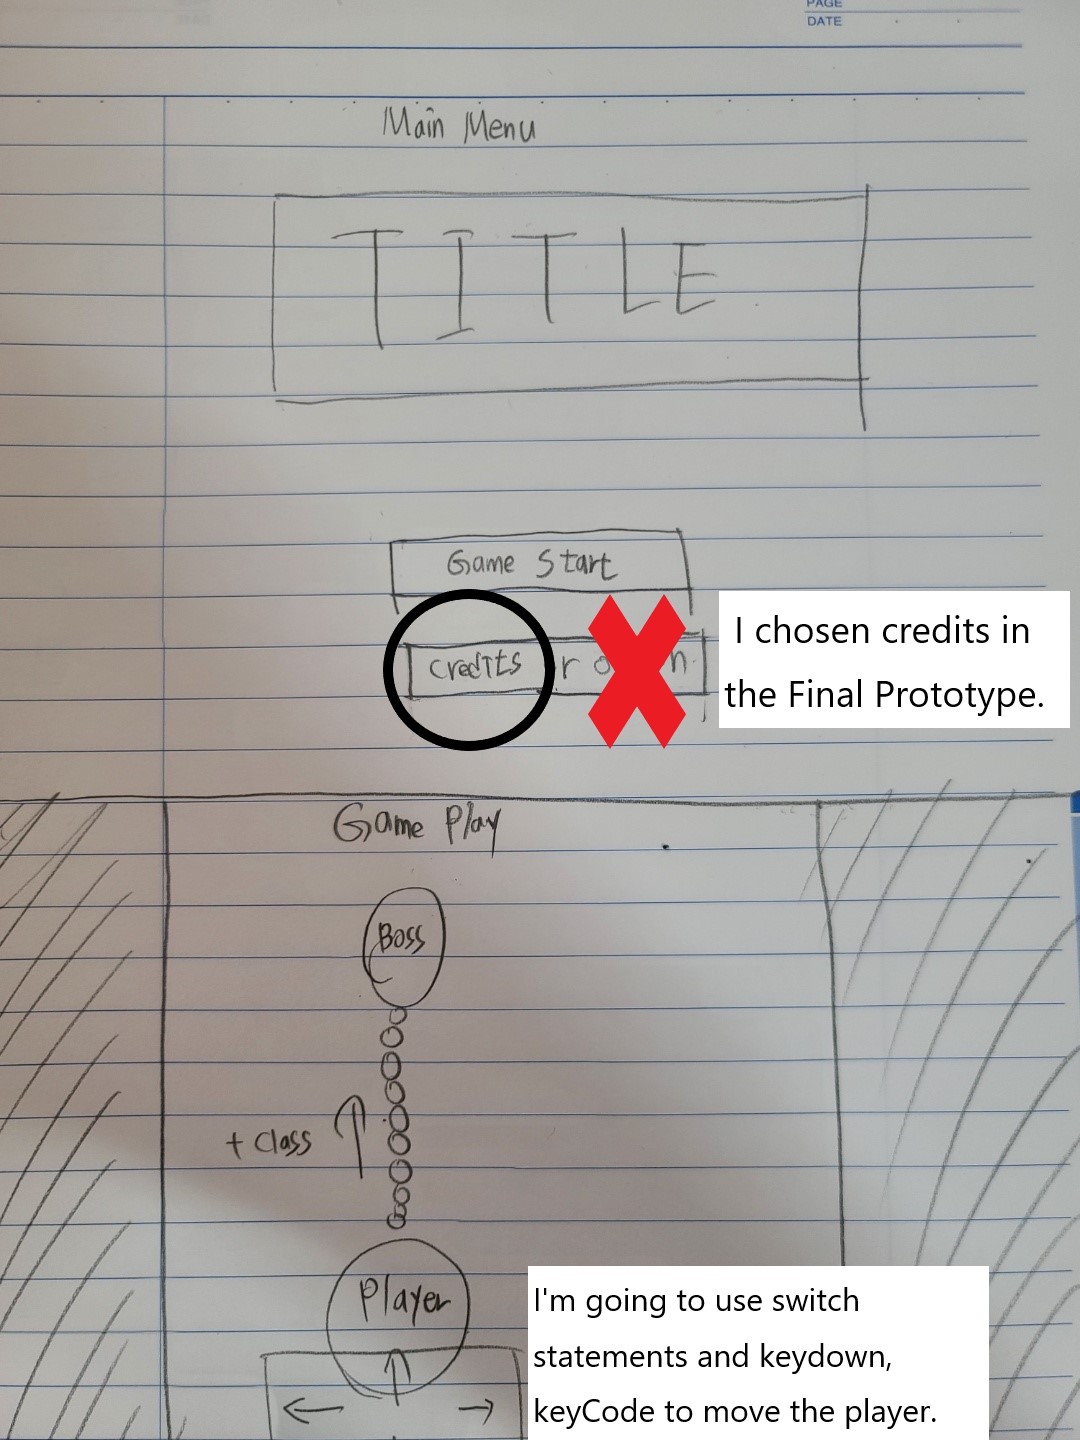 PAGE
DATE
Main Menu
TITLE
Game Start
credits or
I chosen credits in
the Final Prototype.
Game Play
Boss
+ Class
Player
I'm going to use switch
statements and keydown,
keyCode to move the player.